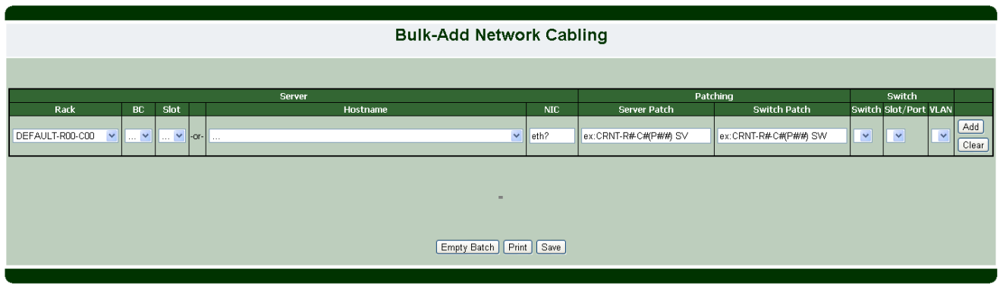 Bulk-Add Network Cabling
Server Patching Switch
Rack BC Slot Hostname NIC Server Patch Switch Patch Switch Slot/Port VLAN
DEFAULT-R00-C00 ... ... -or- ... eth? ex:CRNT-R#-C#(P##) SV ex:CRNT-R#-C#(P##) SW Add
Clear
Empty Batch Print Save